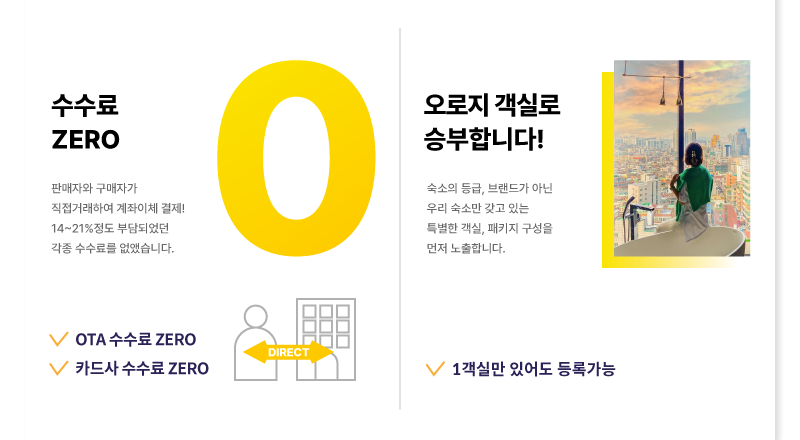 수수료
ZERO
0
판매자와 구매자가
직접거래하여 계좌이체 결제!
14~21%정도 부담되었던
각종 수수료를 없앴습니다.
OTA 수수료 ZERO
카드사 수수료 ZERO
DIRECT
오로지 객실로
승부합니다!
숙소의 등급, 브랜드가 아닌
우리 숙소만 갖고 있는
특별한 객실, 패키지 구성을
먼저 노출합니다.
1객실만 있어도 등록가능